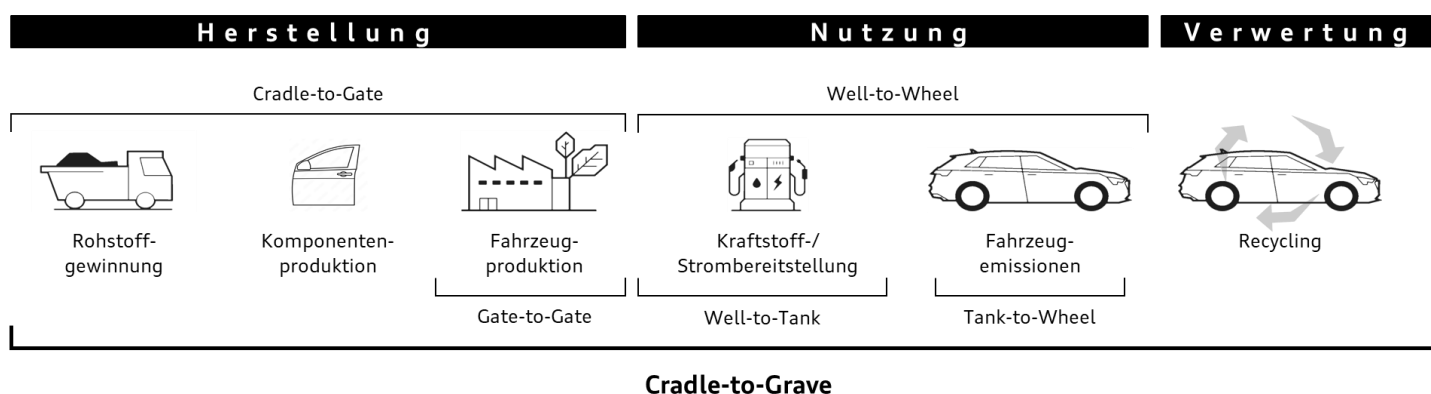 Herstellung
Nutzung
Verwertung
Cradle-to-Gate
Well-to-Wheel
Rohstoff-
gewinnung
Komponenten-
produktion
Fahrzeug-
produktion
Kraftstoff-/
Strombereitstellung
Fahrzeug-
emissionen
Recycling
Gate-to-Gate
Well-to-Tank
Tank-to-Wheel
Cradle-to-Grave